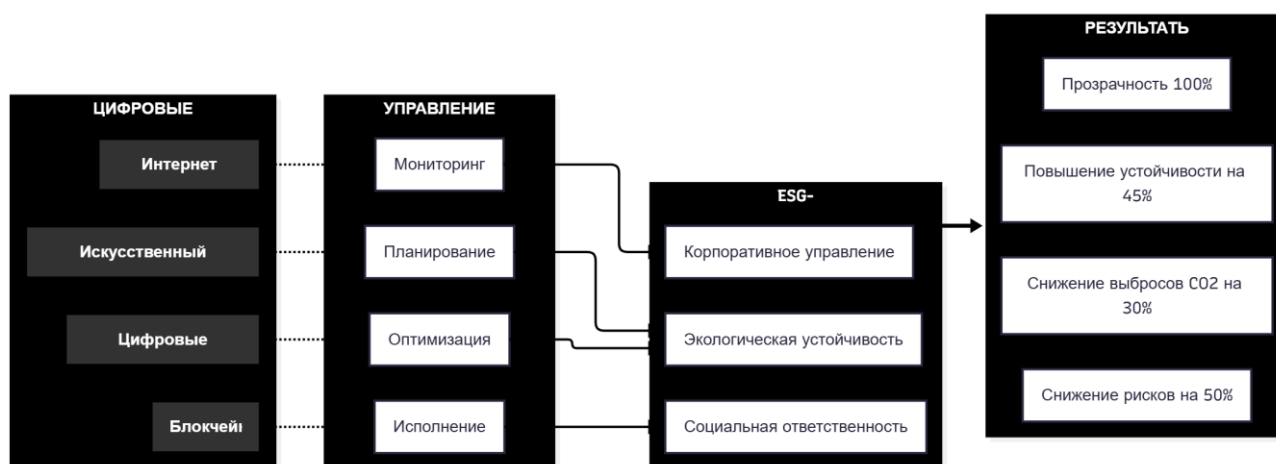 ЦИФРОВЫЕ
Интернет
Искусственный
Цифровые
Блокчейн
УПРАВЛЕНИЕ
Мониторинг
Планирование
Оптимизация
Исполнение
ESG-
Корпоративное управление
Экологическая устойчивость
Социальная ответственность
РЕЗУЛЬТАТЬ
Прозрачность 100%
Повышение устойчивости на
45%
Снижение выбросов CO2 на
30%
Снижение рисков на 50%